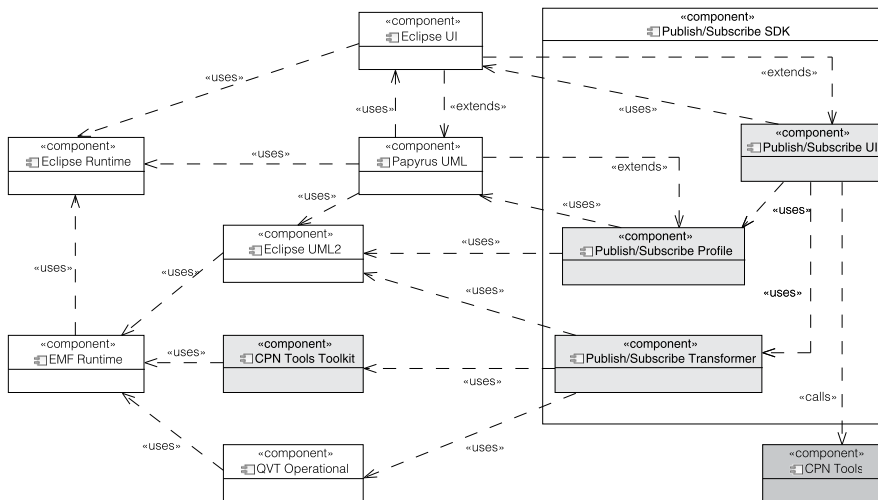 «component»
Eclipse UI
«component»
Publish/Subscribe SDK
«extends»
«uses»
«uses»
«uses»
«extends»
«component»
Publish/Subscribe UI
«component»
Eclipse Runtime
«uses»
«component»
Papyrus UML
«extends»
«uses»
«uses»
«uses»
«component»
Eclipse UML2
«uses»
«component»
Publish/Subscribe Profile
«uses»
«uses»
«uses»
«uses»
«component»
EMF Runtime
«uses»
«component»
CPN Tools Toolkit
«uses»
«component»
Publish/Subscribe Transformer
«calls»
«uses»
«uses»
«component»
QVT Operational
«component»
CPN Tools